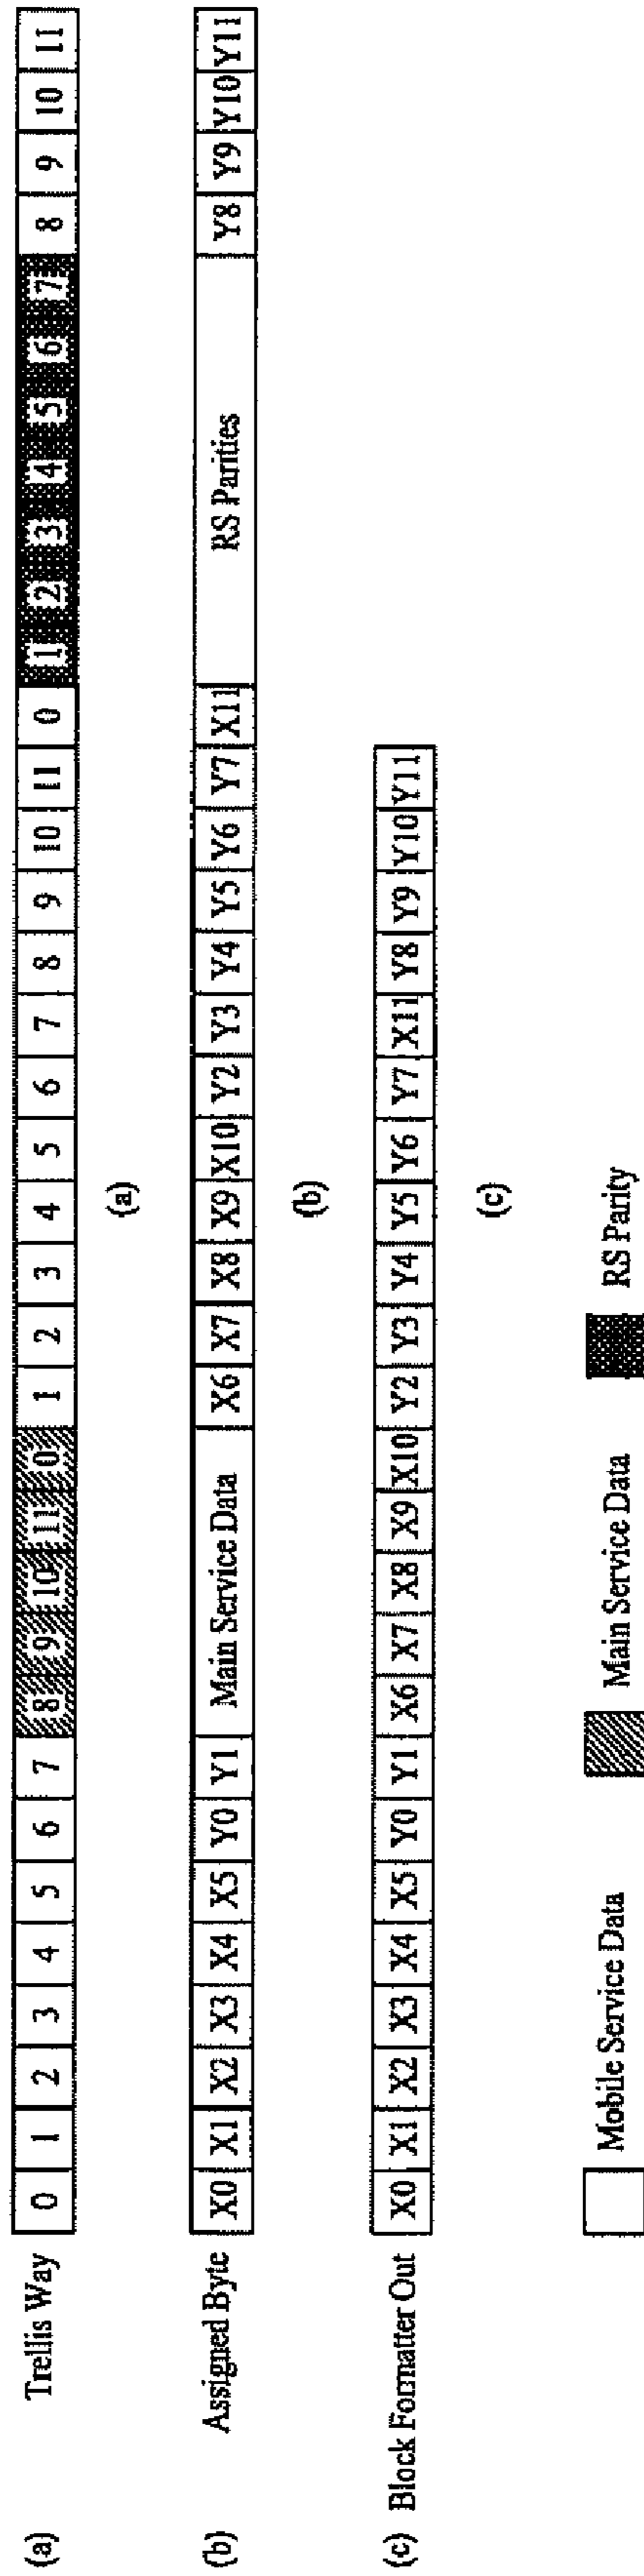 (a) Trellis Way 0 1 2 3 4 5 6 7 8 9 10 11 0 1 2 3 4 5 6 7 8 9 10 11 0 1 2 3 4 5 6 7 8 9 10 11
(a)
(b) Assigned Byte X0 X1 X2 X3 X4 X5 Y0 Y1 Main Service Data X6 X7 X8 X9 X10 Y2 Y3 Y4 Y5 Y6 Y7 X11 RS Parities Y8 Y9 Y10 Y11
(b)
(c) Block Formatter Out X0 X1 X2 X3 X4 X5 Y0 Y1 X6 X7 X8 X9 X10 Y2 Y3 Y4 Y5 Y6 Y7 X11 Y8 Y9 Y10 Y11
(c)
Mobile Service Data Main Service Data RS Parity